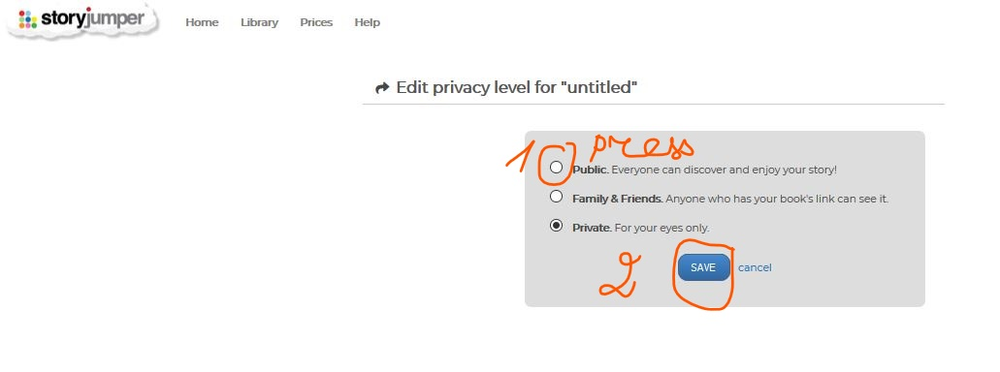 storyjumper Home Library Prices Help
Edit privacy level for "untitled"
1 press
Public. Everyone can discover and enjoy your story!
Family & Friends. Anyone who has your book's link can see it.
Private. For your eyes only.
2 SAVE cancel